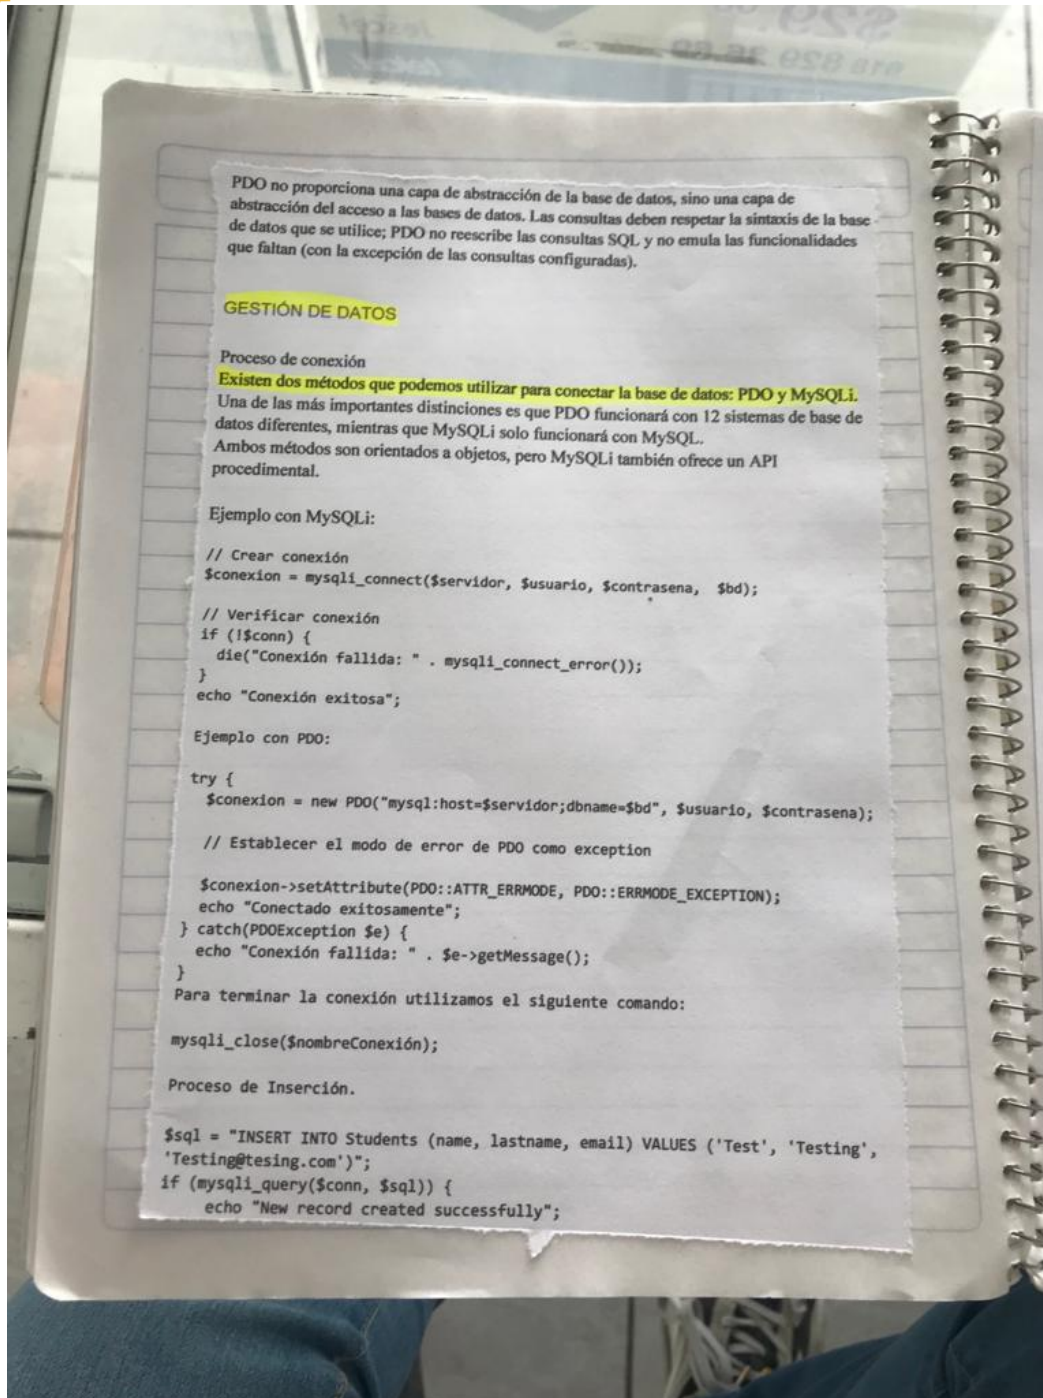 PDO no proporciona una capa de abstracción de la base de datos, sino una capa de
abstracción del acceso a las bases de datos. Las consultas deben respetar la sintaxis de la base
de datos que se utilice; PDO no reescribe las consultas SQL y no emula las funcionalidades
que faltan (con la excepción de las consultas configuradas).
GESTIÓN DE DATOS
Proceso de conexión
Existen dos métodos que podemos utilizar para conectar la base de datos: PDO y MySQLi.
Una de las más importantes distinciones es que PDO funcionará con 12 sistemas de base de
datos diferentes, mientras que MySQLi solo funcionará con MySQL.
Ambos métodos son orientados a objetos, pero MySQLi también ofrece un API
procedimental.
Ejemplo con MySQLi:
// Crear conexión
$conexion = mysqli_connect($servidor, $usuario, $contrasena,  $bd);
// Verificar conexión
if (!$conn) {
  die("Conexión fallida: " . mysqli_connect_error());
}
echo "Conexión exitosa";
Ejemplo con PDO:
try {
  $conexion = new PDO("mysql:host=$servidor;dbname=$bd", $usuario, $contrasena);
  // Establecer el modo de error de PDO como exception
  $conexion->setAttribute(PDO::ATTR_ERRMODE, PDO::ERRMODE_EXCEPTION);
  echo "Conectado exitosamente";
} catch(PDOException $e) {
  echo "Conexión fallida: " . $e->getMessage();
}
Para terminar la conexión utilizamos el siguiente comando:
mysqli_close($nombreConexión);
Proceso de Inserción.
$sql = "INSERT INTO Students (name, lastname, email) VALUES ('Test', 'Testing',
'Testing@tesing.com')";
if (mysqli_query($conn, $sql)) {
    echo "New record created successfully";